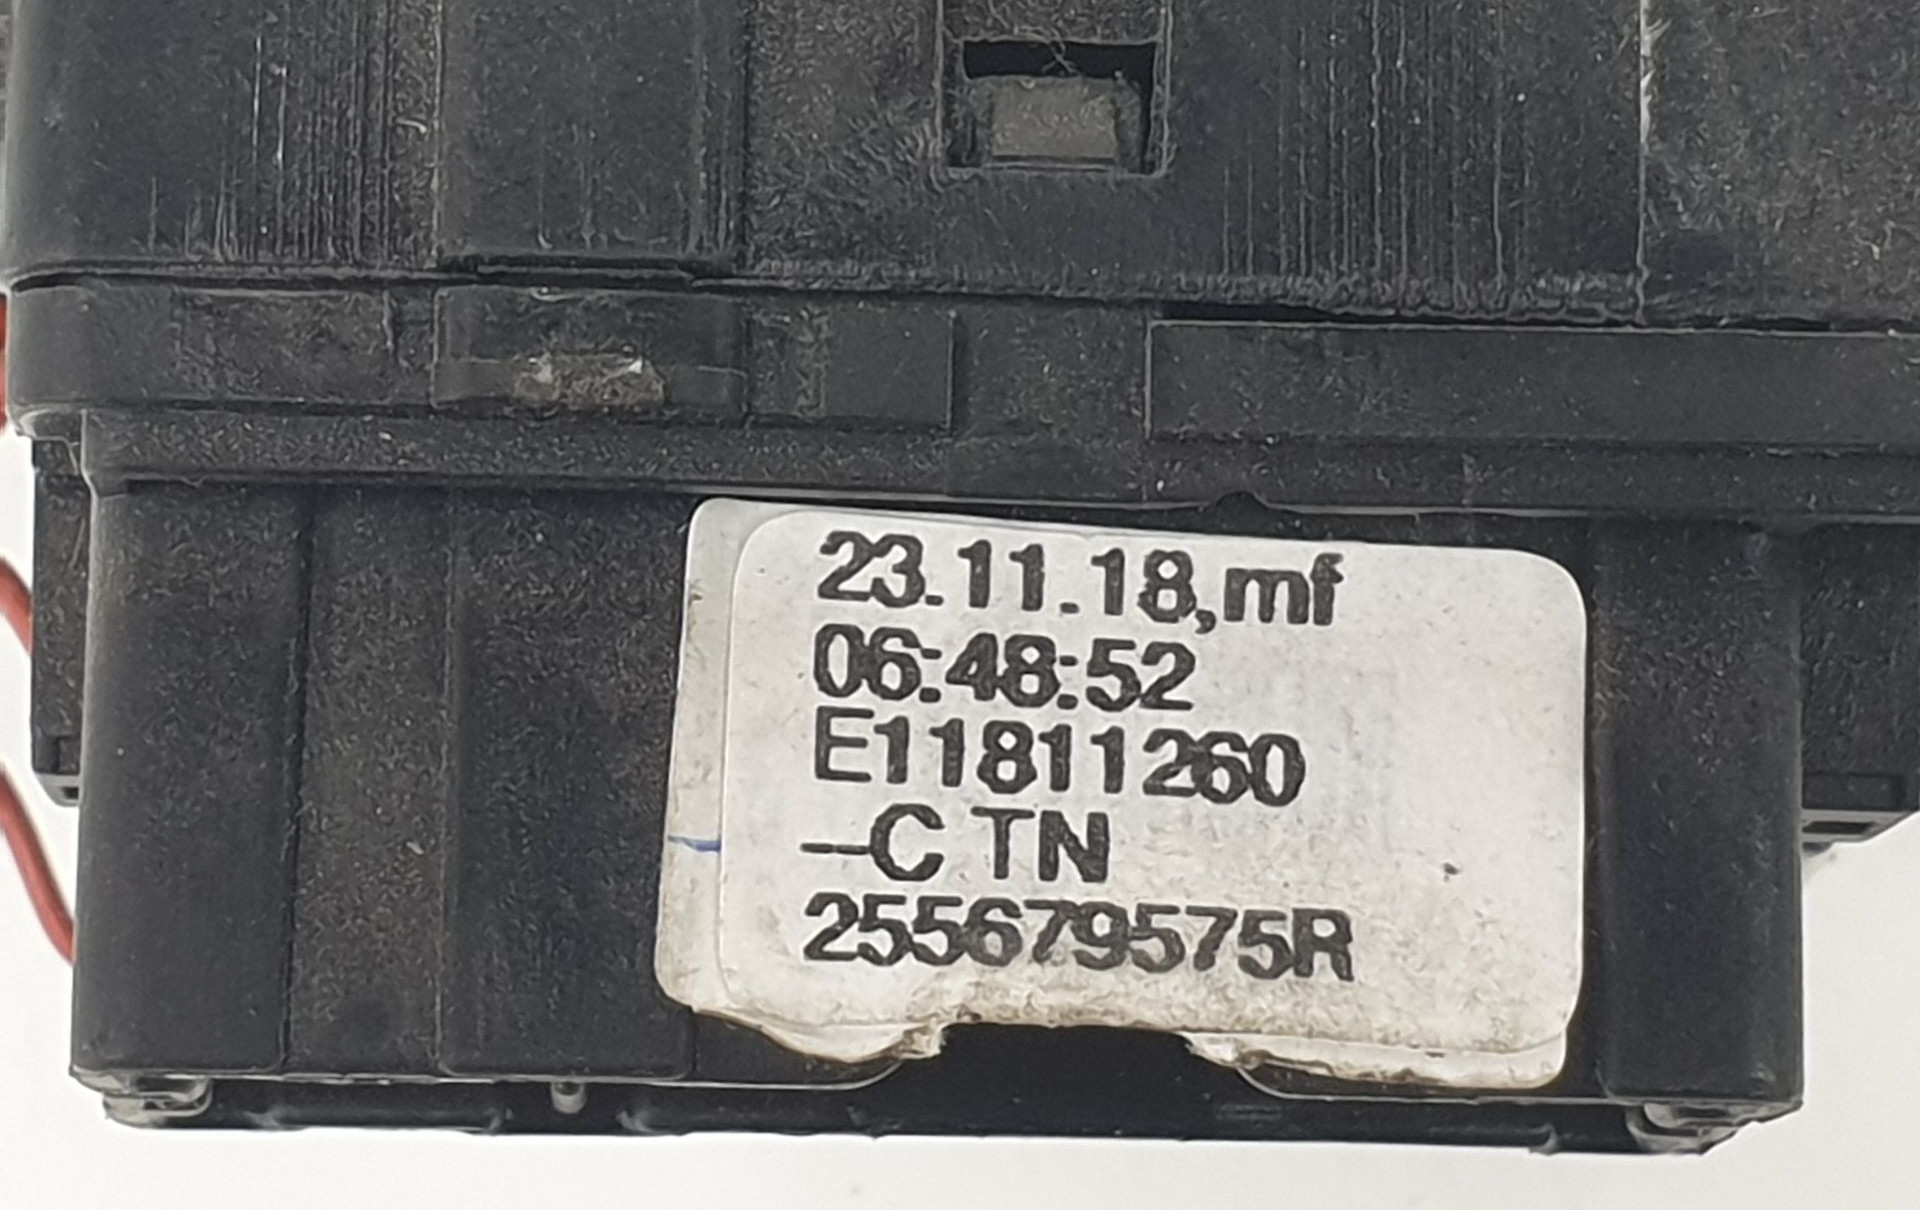 23.11.18,mf
06:48:52
E11811260
–C TN
255679575R